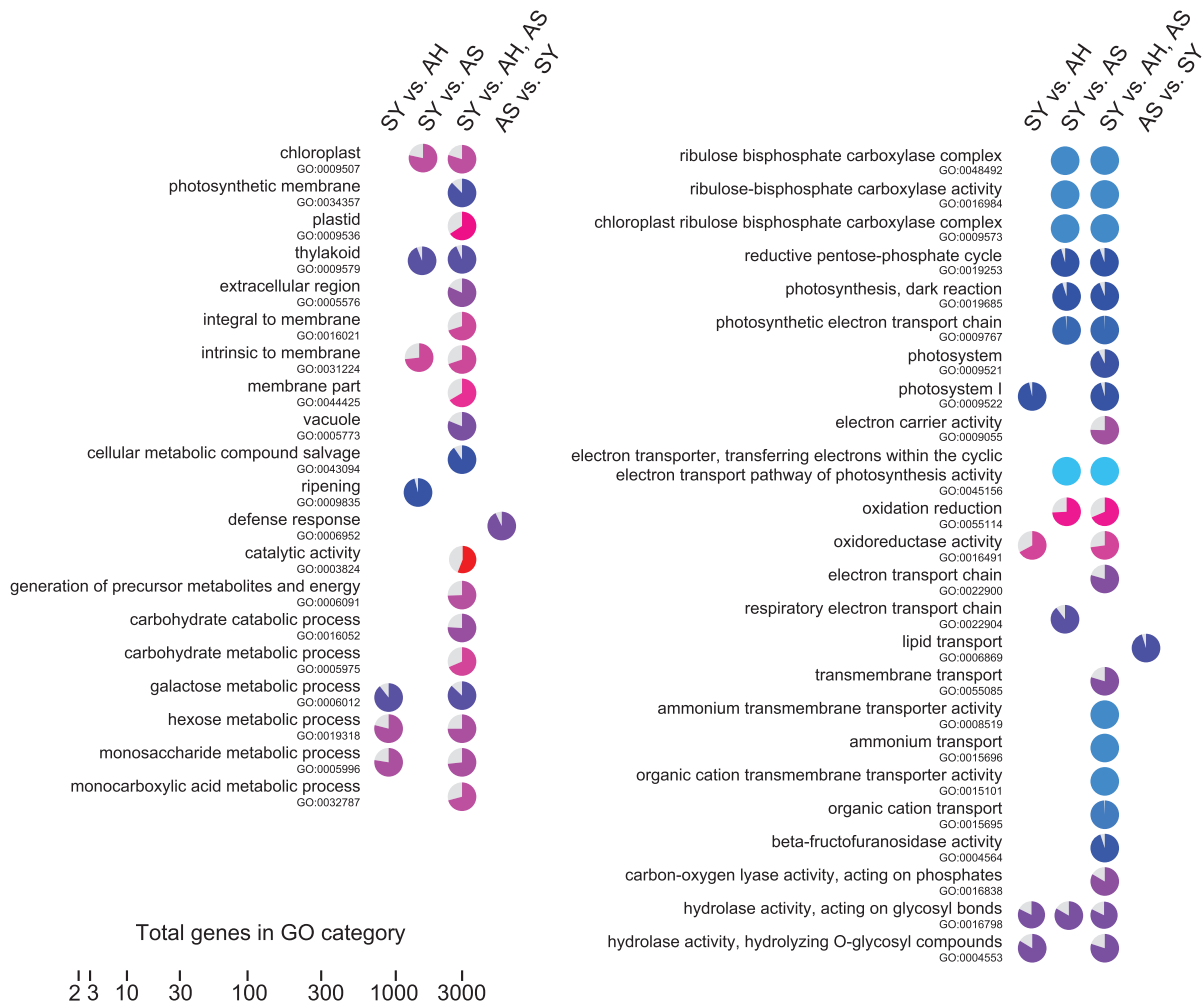 SY vs. AH
SY vs. AS
SY vs. AH, AS
AS vs. SY
chloroplast
GO:0009507
photosynthetic membrane
GO:0034357
plastid
GO:0009536
thylakoid
GO:0009579
extracellular region
GO:0005576
integral to membrane
GO:0016021
intrinsic to membrane
GO:0031224
membrane part
GO:0044425
vacuole
GO:0005773
cellular metabolic compound salvage
GO:0043094
ripening
GO:0009835
defense response
GO:0006952
catalytic activity
GO:0003824
generation of precursor metabolites and energy
GO:0006091
carbohydrate catabolic process
GO:0016052
carbohydrate metabolic process
GO:0005975
galactose metabolic process
GO:0006012
hexose metabolic process
GO:0019318
monosaccharide metabolic process
GO:0005996
monocarboxylic acid metabolic process
GO:0032787
Total genes in GO category
2 3 10 30 100 300 1000 3000
SY vs. AH
SY vs. AS
SY vs. AH, AS
AS vs. SY
ribulose bisphosphate carboxylase complex
GO:0048492
ribulose-bisphosphate carboxylase activity
GO:0016984
chloroplast ribulose bisphosphate carboxylase complex
GO:0009573
reductive pentose-phosphate cycle
GO:0019253
photosynthesis, dark reaction
GO:0019685
photosynthetic electron transport chain
GO:0009767
photosystem
GO:0009521
photosystem I
GO:0009522
electron carrier activity
GO:0009055
electron transporter, transferring electrons within the cyclic
electron transport pathway of photosynthesis activity
GO:0045156
oxidation reduction
GO:0055114
oxidoreductase activity
GO:0016491
electron transport chain
GO:0022900
respiratory electron transport chain
GO:0022904
lipid transport
GO:0006869
transmembrane transport
GO:0055085
ammonium transmembrane transporter activity
GO:0008519
ammonium transport
GO:0015696
organic cation transmembrane transporter activity
GO:0015101
organic cation transport
GO:0015695
beta-fructofuranosidase activity
GO:0004564
carbon-oxygen lyase activity, acting on phosphates
GO:0016838
hydrolase activity, acting on glycosyl bonds
GO:0016798
hydrolase activity, hydrolyzing O-glycosyl compounds
GO:0004553